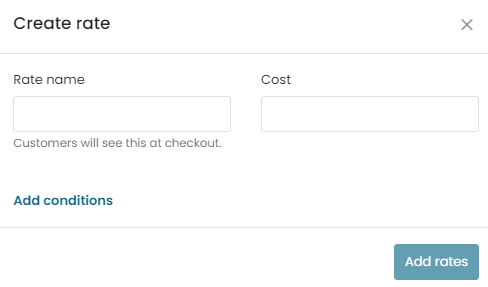 Create rate
Rate name
Cost
Customers will see this at checkout.
Add conditions
Add rates